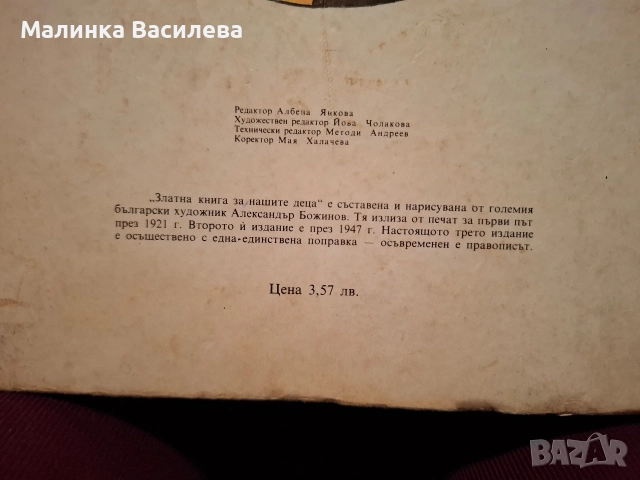 Малинка Василева
Редактор Албена Янкова
Художествен редактор Йова Чолакова
Технически редактор Методи Андреев
Коректор Мая Халачева
„Златна книга за нашите деца" е съставена и нарисувана от големия
български художник Александър Божинов. Тя излиза от печат за първи път
през 1921 г. Второто ѝ издание е през 1947 г. Настоящото трето издание
е осъществено с една-единствена поправка — осъвременен е правописът.
Цена 3,57 лв.
BAZAR